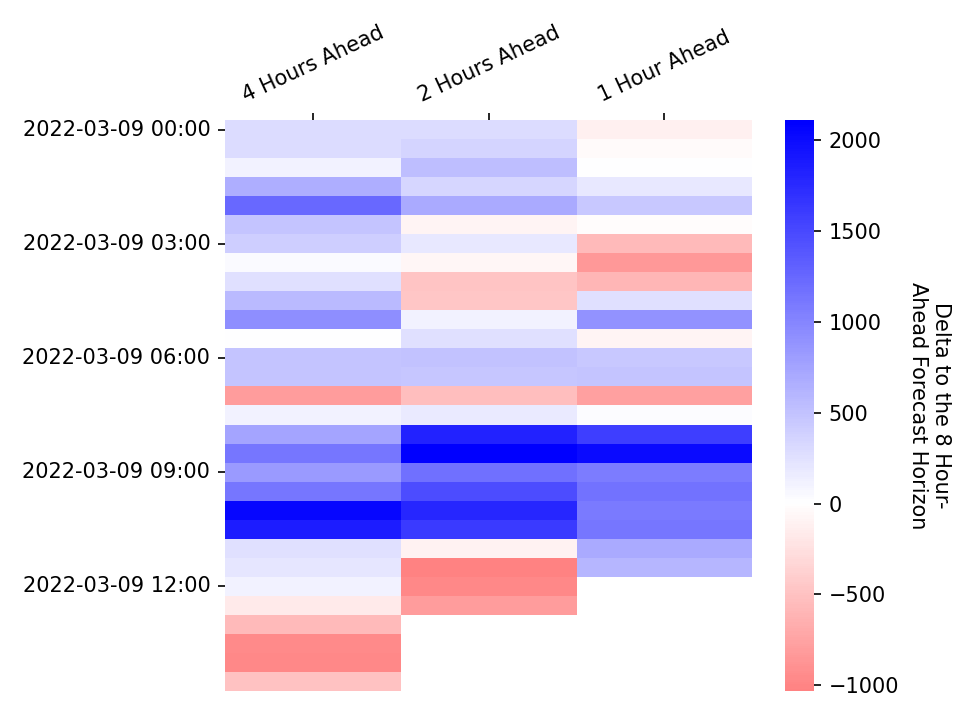 4 Hours Ahead
2 Hours Ahead
1 Hour Ahead
2022-03-09 00:00
2022-03-09 03:00
2022-03-09 06:00
2022-03-09 09:00
2022-03-09 12:00
2000
1500
1000
500
0
−500
−1000
Delta to the 8 Hour-
Ahead Forecast Horizon